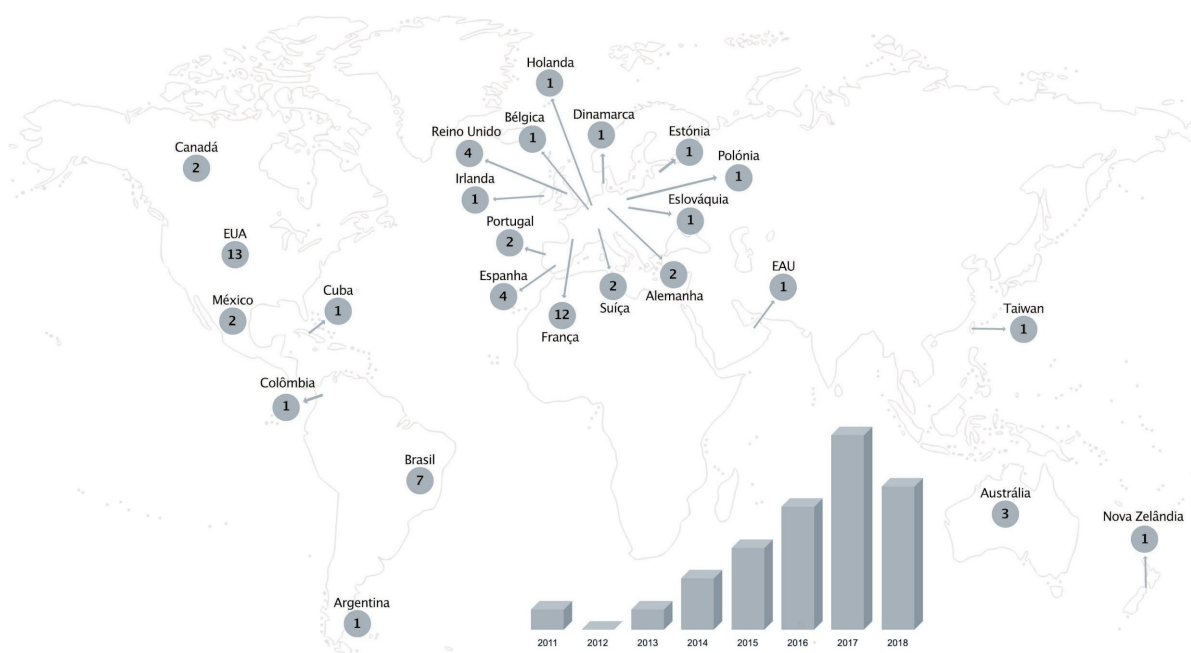 Holanda
1
Bélgica
1
Dinamarca
1
Reino Unido
4
Estónia
1
Polónia
1
Canadá
2
Irlanda
1
Eslováquia
1
Portugal
2
EUA
13
Espanha
4
França
12
Suíça
2
Alemanha
2
EAU
1
México
2
Cuba
1
Taiwan
1
Colômbia
1
Brasil
7
Austrália
3
Nova Zelândia
1
Argentina
1
2011 2012 2013 2014 2015 2016 2017 2018